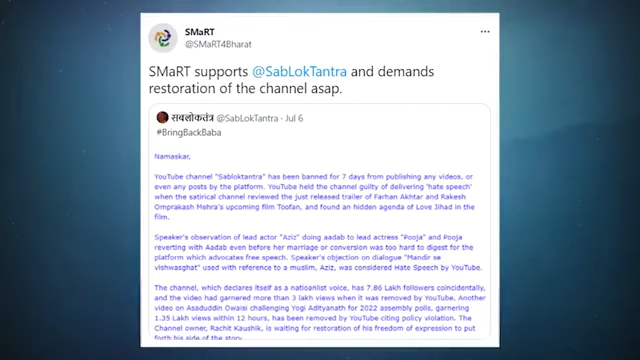 SMaRT
@SMaRT4Bharat
SMaRT supports @SabLokTantra and demands
restoration of the channel asap.
सबलोकतंत्र @SabLokTantra · Jul 6
#BringBackBaba
Namaskar,
YouTube channel "Sabloktantra" has been banned for 7 days from publishing any videos, or
even any posts by the platform. YouTube held the channel guilty of delivering 'hate speech'
when the satirical channel reviewed the just released trailer of Farhan Akhtar and Rakesh
Omprakash Mehra's upcoming film Toofan, and found an hidden agenda of Love Jihad in the
film.
Speaker's observation of lead actor "Aziz" doing aadab to lead actress "Pooja" and Pooja
reverting with Aadab even before her marriage or conversion was too hard to digest for the
platform which advocates free speech. Speaker's objection on dialogue "Mandir se
vishwasghat" used with reference to a muslim, Aziz, was considered Hate Speech by YouTube.
The channel, which declares itself as a natioanlist voice, has 7.86 Lakh followers coincidentally,
and the video had garnered more than 3 lakh views when it was removed by YouTube. Another
video on Asaduddin Owaisi challenging Yogi Adityanath for 2022 assembly polls, garnering
1.35 Lakh views within 12 hours, has been removed by YouTube citing policy violation. The
Channel owner, Rachit Kaushik, is waiting for restoration of his freedom of expression to put
forth his side of the story.